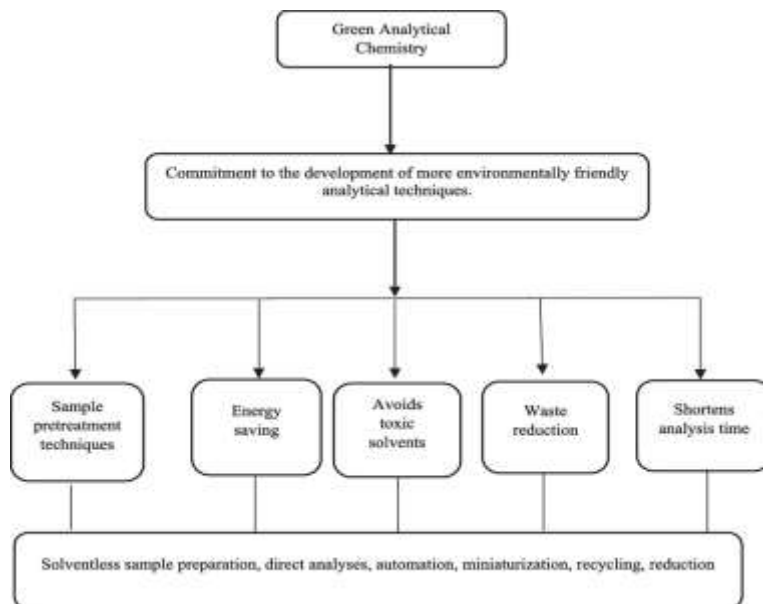 Green Analytical
Chemistry
Commitment to the development of more environmentally friendly
analytical techniques.
Sample
pretreatment
techniques
Energy
saving
Avoids
toxic
solvents
Waste
reduction
Shortens
analysis time
Solventless sample preparation, direct analyses, automation, miniaturization, recycling, reduction